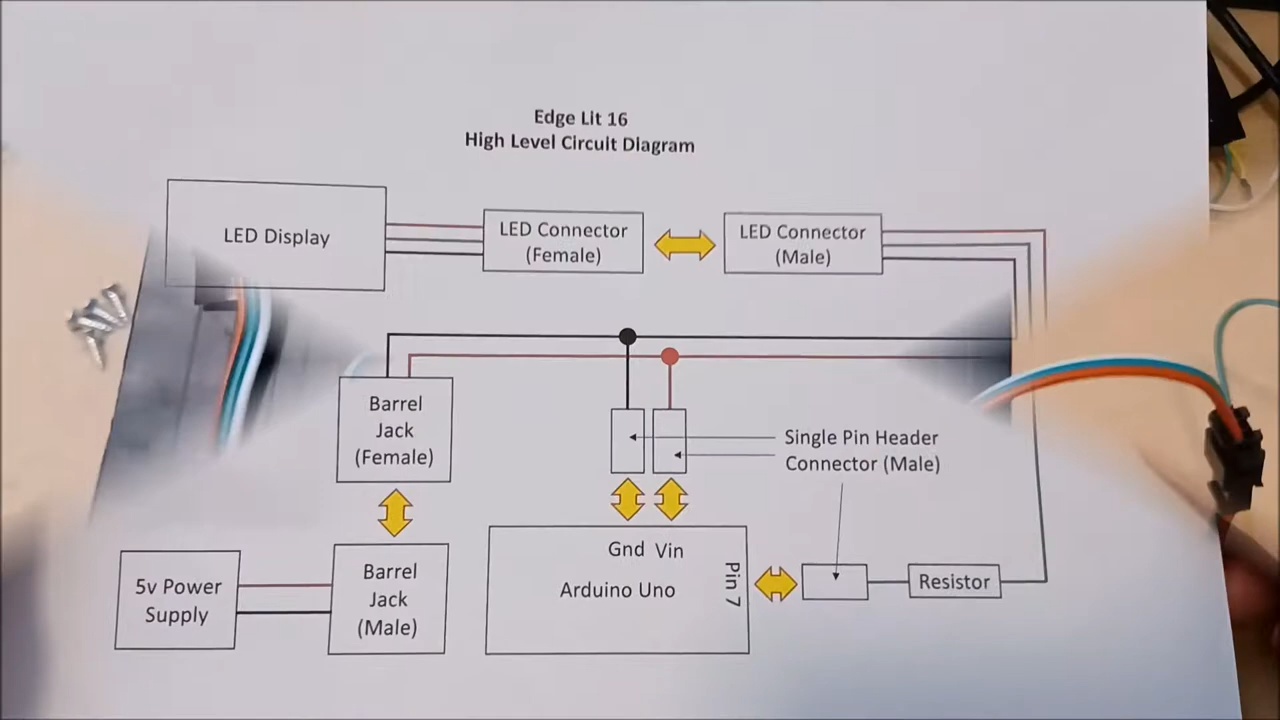 Edge Lit 16
High Level Circuit Diagram
LED Display
LED Connector
(Female)
LED Connector
(Male)
Barrel
Jack
(Female)
Single Pin Header
Connector (Male)
5v Power
Supply
Barrel
Jack
(Male)
Gnd Vin
Arduino Uno
Pin 7
Resistor